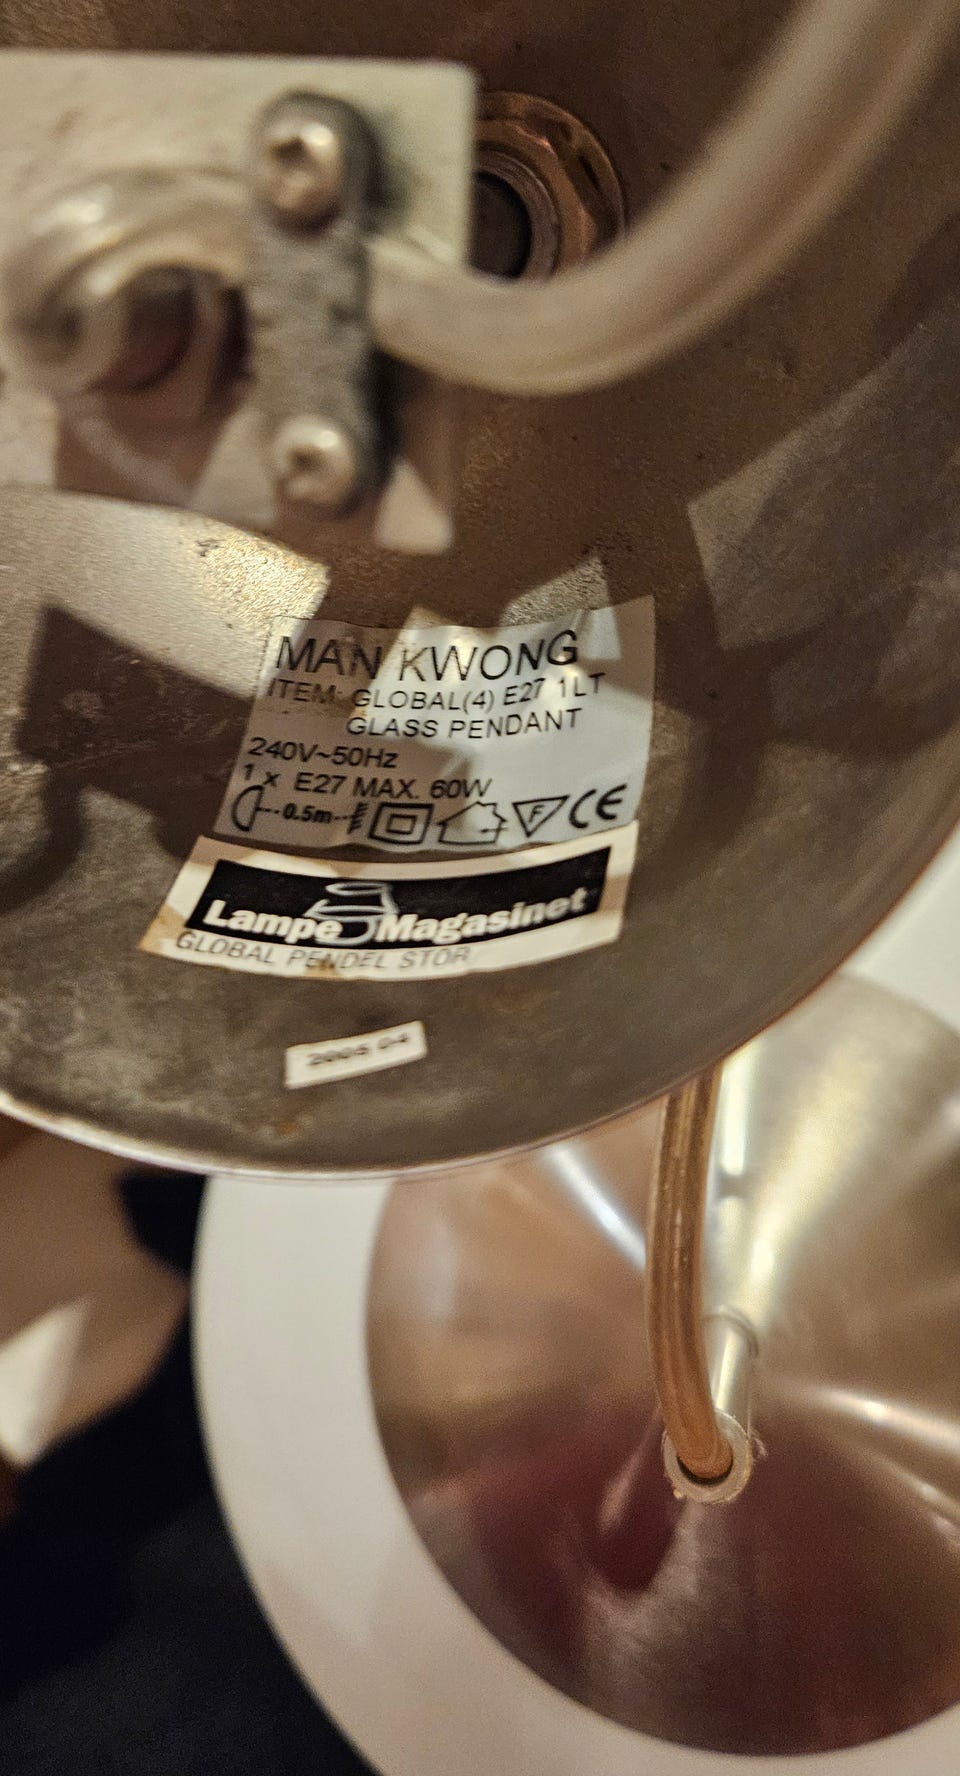 MAN KWONG
ITEM: GLOBAL(4) E27 1LT
GLASS PENDANT
240V~50Hz
1 x E27 MAX. 60W
0.5m F CE
Lampe Magasinet
GLOBAL PENDEL STOR
2005 04